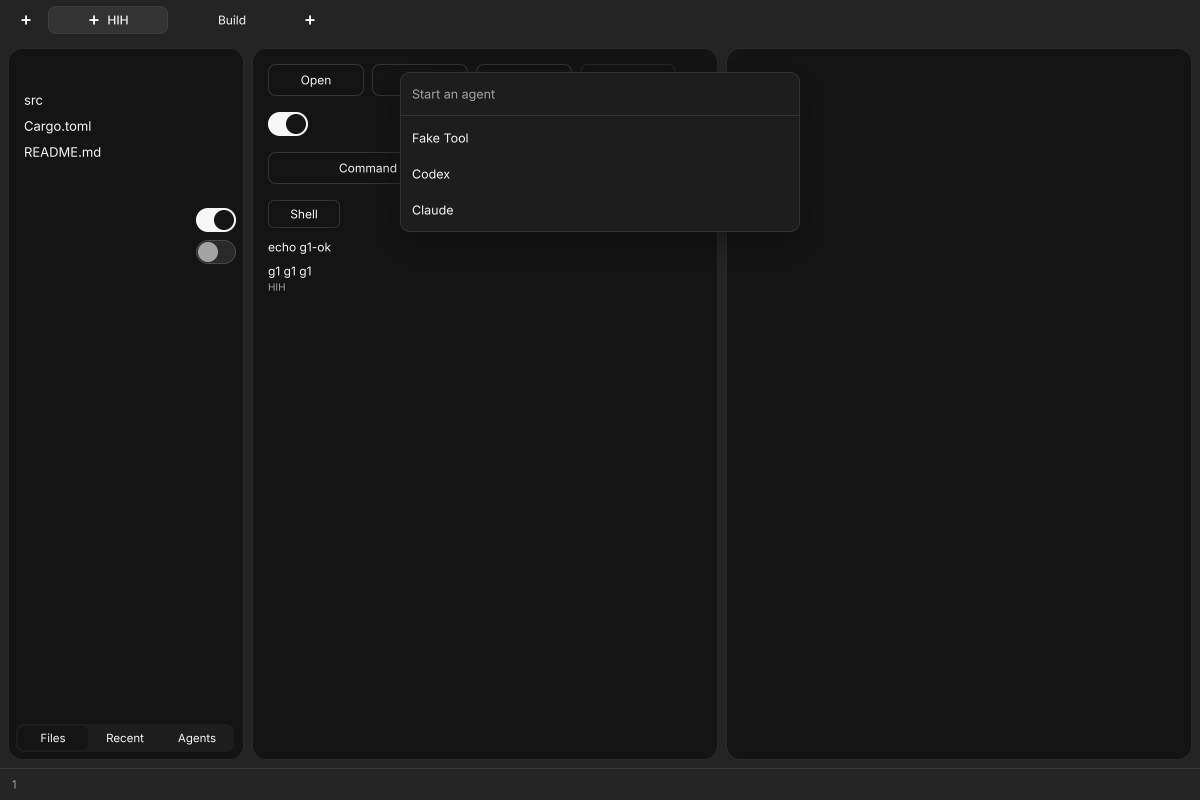 HIH
Build
Open
Start an agent
src
Cargo.toml
README.md
Fake Tool
Command
Codex
Shell
Claude
echo g1-ok
g1 g1 g1
HIH
Files
Recent
Agents
1